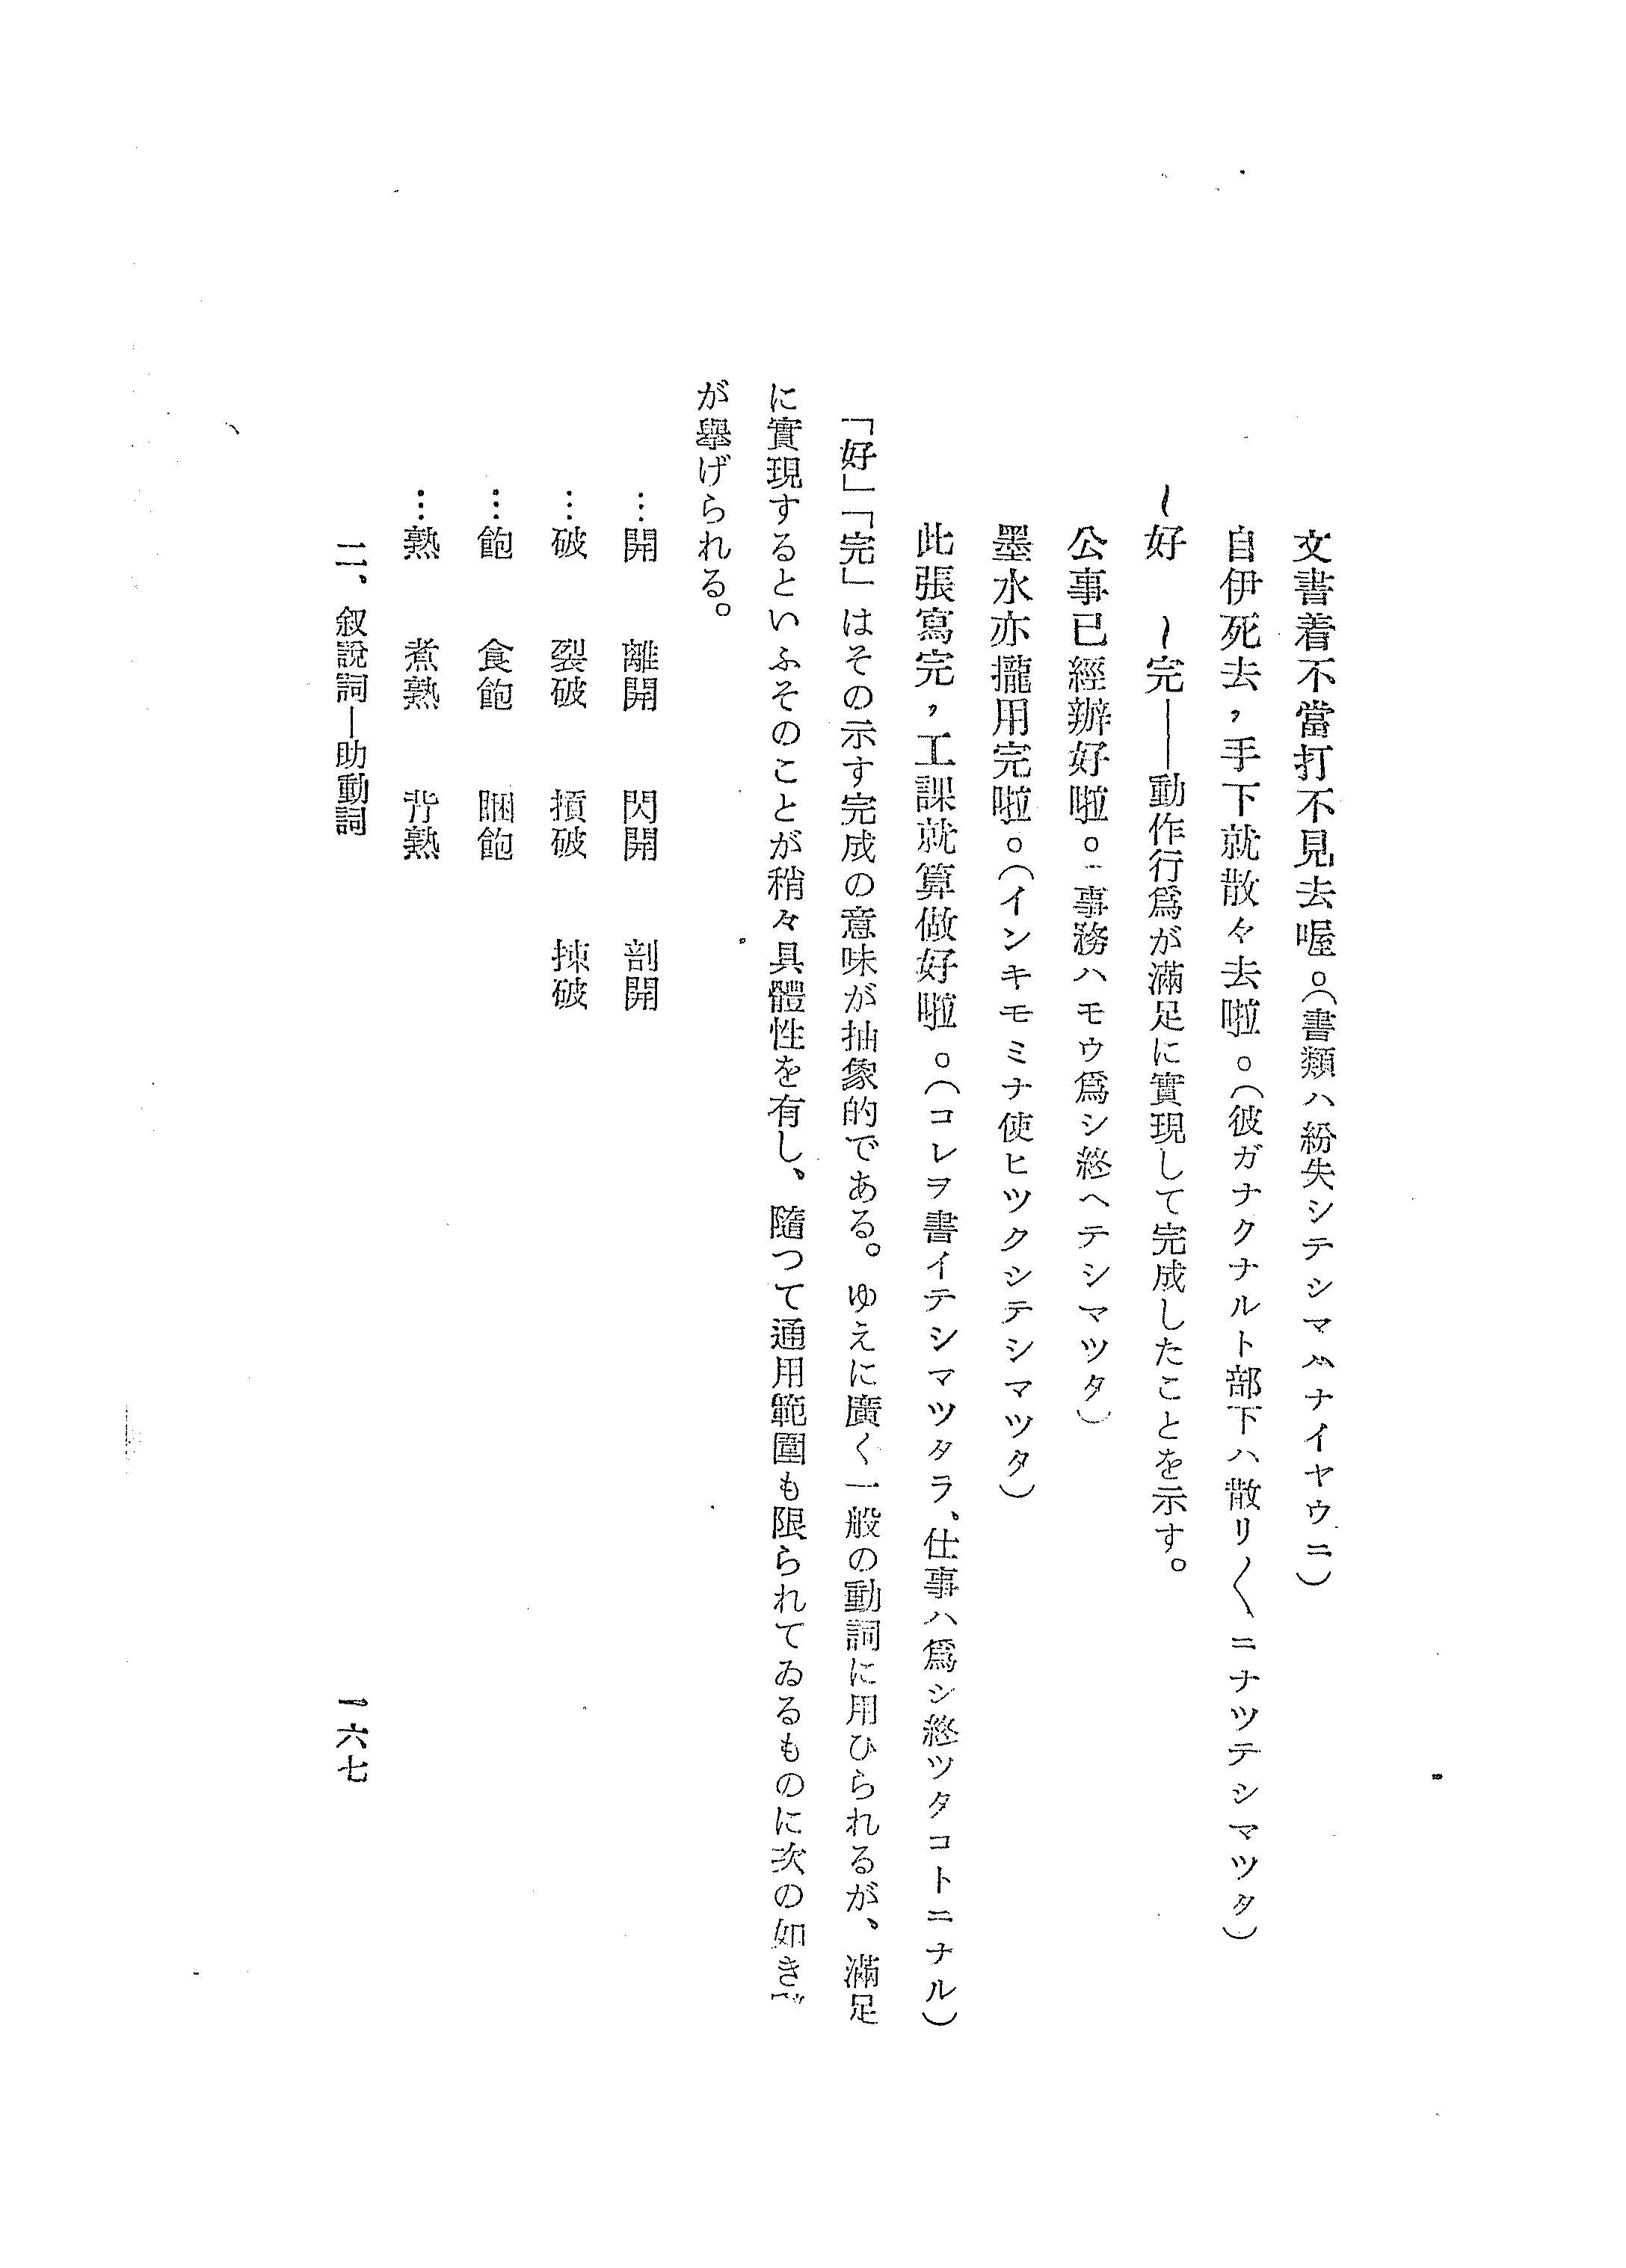 文書着不當打不見去喔。（書類ハ紛失シテシマハナイヤウニ）
自伊死去，手下就散々去啦。（彼ガナクナルト部下ハ散リ〱ニナツテシマツタ）
～好　～完――動作行爲が滿足に實現して完成したことを示す。
公事已經辦好啦。（事務ハモウ爲シ終ヘテシマツタ）
墨水亦攏用完啦。（インキモミナ使ヒツクシテシマツタ）
此張寫完，工課就算做好啦。（コレヲ書イテシマツタラ、仕事ハ爲シ終ツタコトニナル）
「好」「完」はその示す完成の意味が抽象的である。ゆえに廣く一般の動詞に用ひられるが、滿足
に實現するといふそのことが稍々具體性を有し、隨つて通用範圍も限られてゐるものに次の如き
が擧げられる。
…開　離開　閃開　剖開
…破　裂破　摃破　捒破
…飽　食飽　睏飽
…熟　煮熟　背熟
二、叙說詞―助動詞
一六七